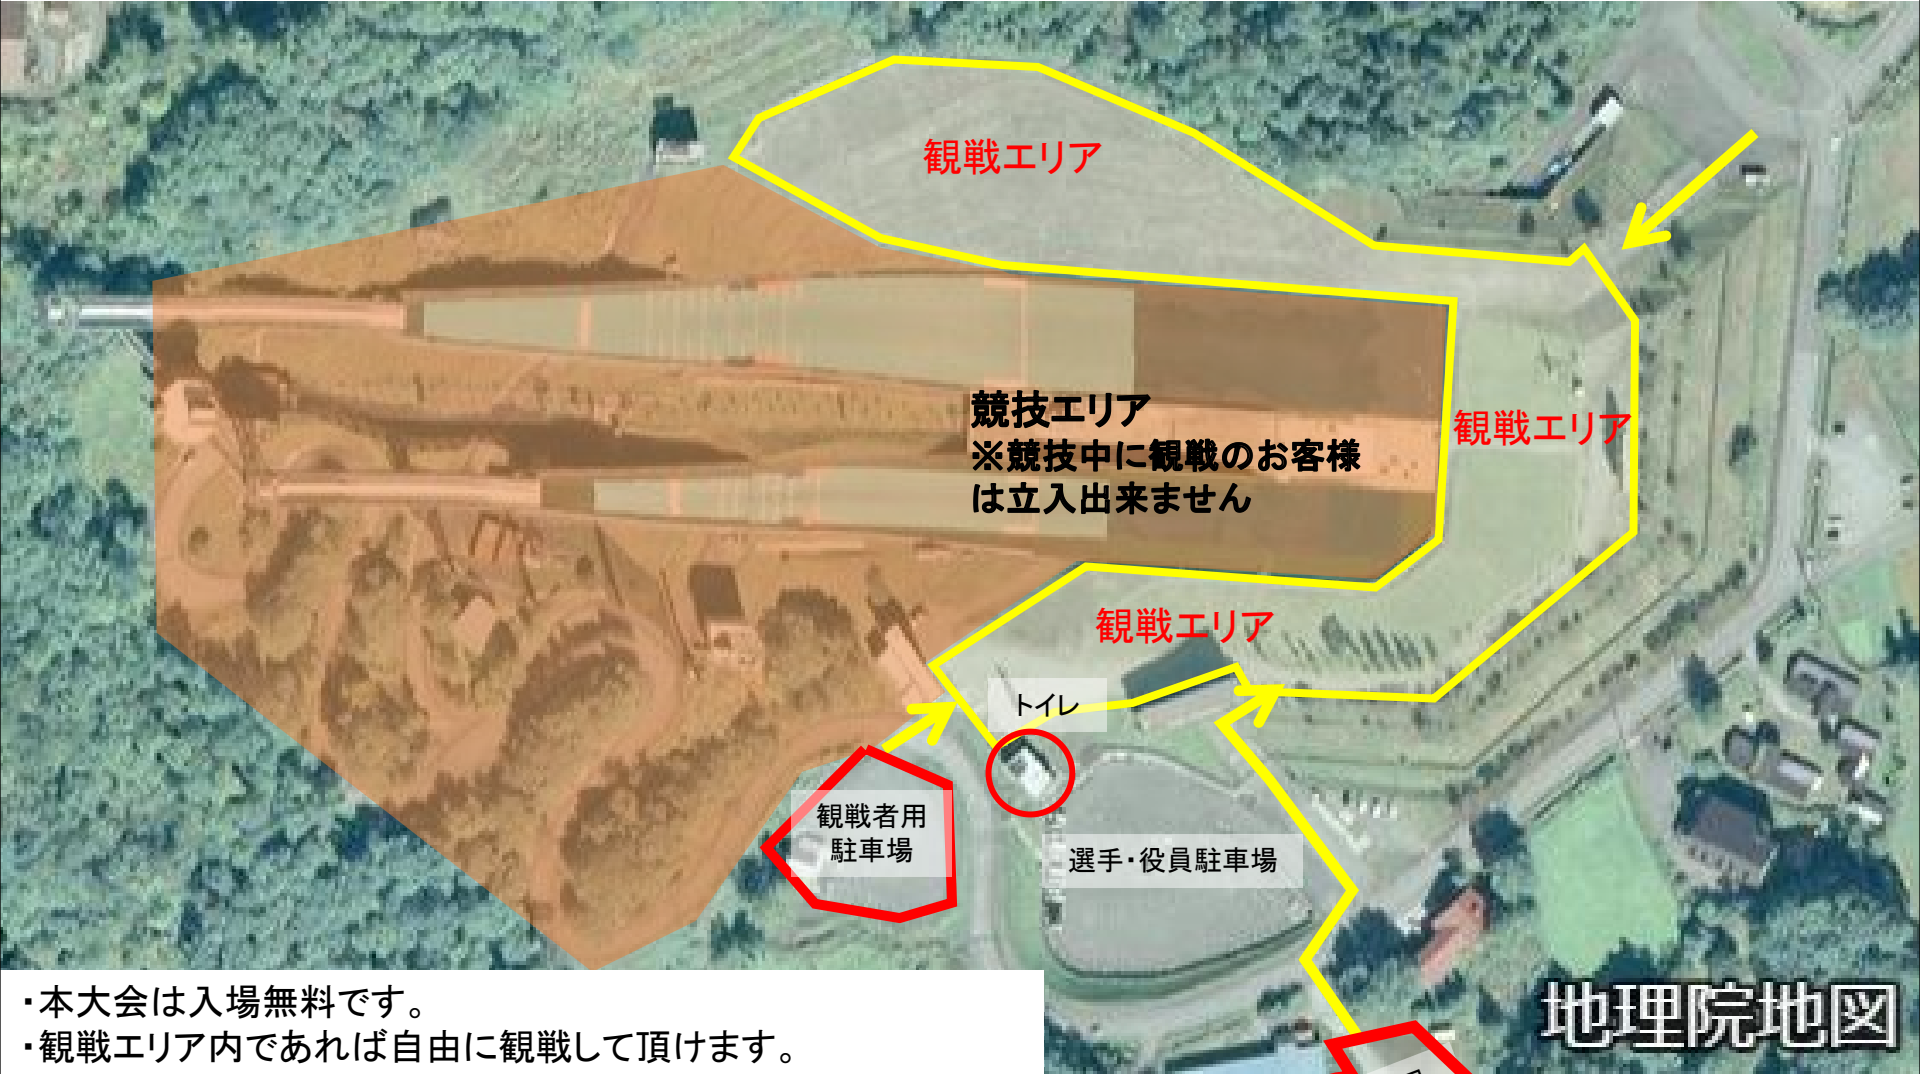 観戦エリア
競技エリア
※競技中に観戦のお客様
は立入出来ません
観戦エリア
観戦エリア
トイレ
観戦者用
駐車場
選手・役員駐車場
・本大会は入場無料です。
・観戦エリア内であれば自由に観戦して頂けます。
地理院地図